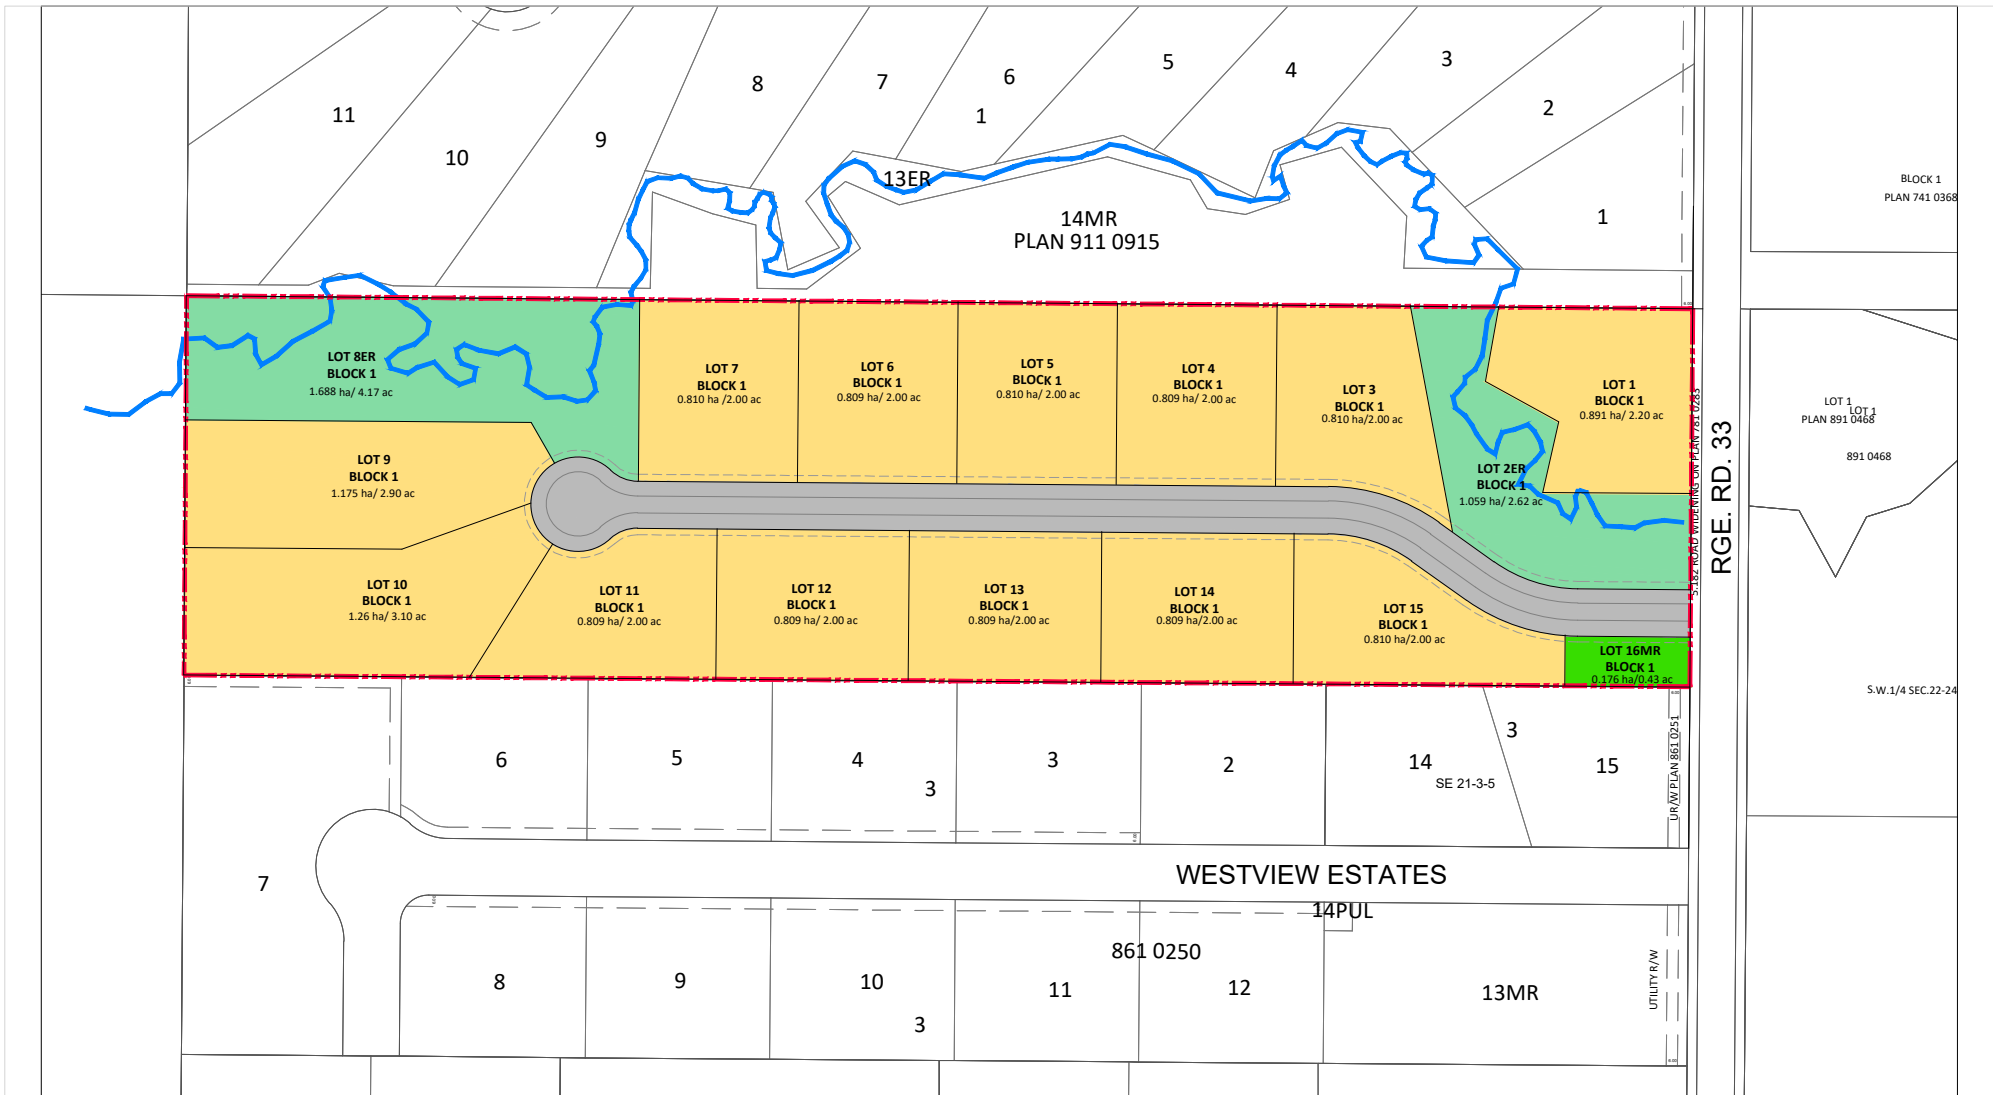 11
10
9
8
7
6
1
5
4
3
2
1
13ER
14MR
PLAN 911 0915
BLOCK 1
PLAN 741 0368
LOT 8ER
BLOCK 1
1.688 ha/ 4.17 ac
LOT 7
BLOCK 1
0.810 ha /2.00 ac
LOT 6
BLOCK 1
0.809 ha/ 2.00 ac
LOT 5
BLOCK 1
0.810 ha/ 2.00 ac
LOT 4
BLOCK 1
0.809 ha/ 2.00 ac
LOT 3
BLOCK 1
0.810 ha/2.00 ac
LOT 1
BLOCK 1
0.891 ha/ 2.20 ac
LOT 2ER
BLOCK 1
1.059 ha/ 2.62 ac
LOT 9
BLOCK 1
1.175 ha/ 2.90 ac
LOT 10
BLOCK 1
1.26 ha/ 3.10 ac
LOT 11
BLOCK 1
0.809 ha/ 2.00 ac
LOT 12
BLOCK 1
0.809 ha/ 2.00 ac
LOT 13
BLOCK 1
0.809 ha/2.00 ac
LOT 14
BLOCK 1
0.809 ha/2.00 ac
LOT 15
BLOCK 1
0.810 ha/2.00 ac
LOT 16MR
BLOCK 1
0.176 ha/0.43 ac
5.182 ROAD WIDENING ON PLAN 781 0283
RGE. RD. 33
LOT 1
PLAN 891 0468
LOT 1
891 0468
S.W.1/4 SEC.22-24
6
5
4
3
3
2
14
SE 21-3-5
3
15
UR/W PLAN 861 0251
7
WESTVIEW ESTATES
14PUL
861 0250
8
9
10
3
11
12
13MR
UTILITY R/W